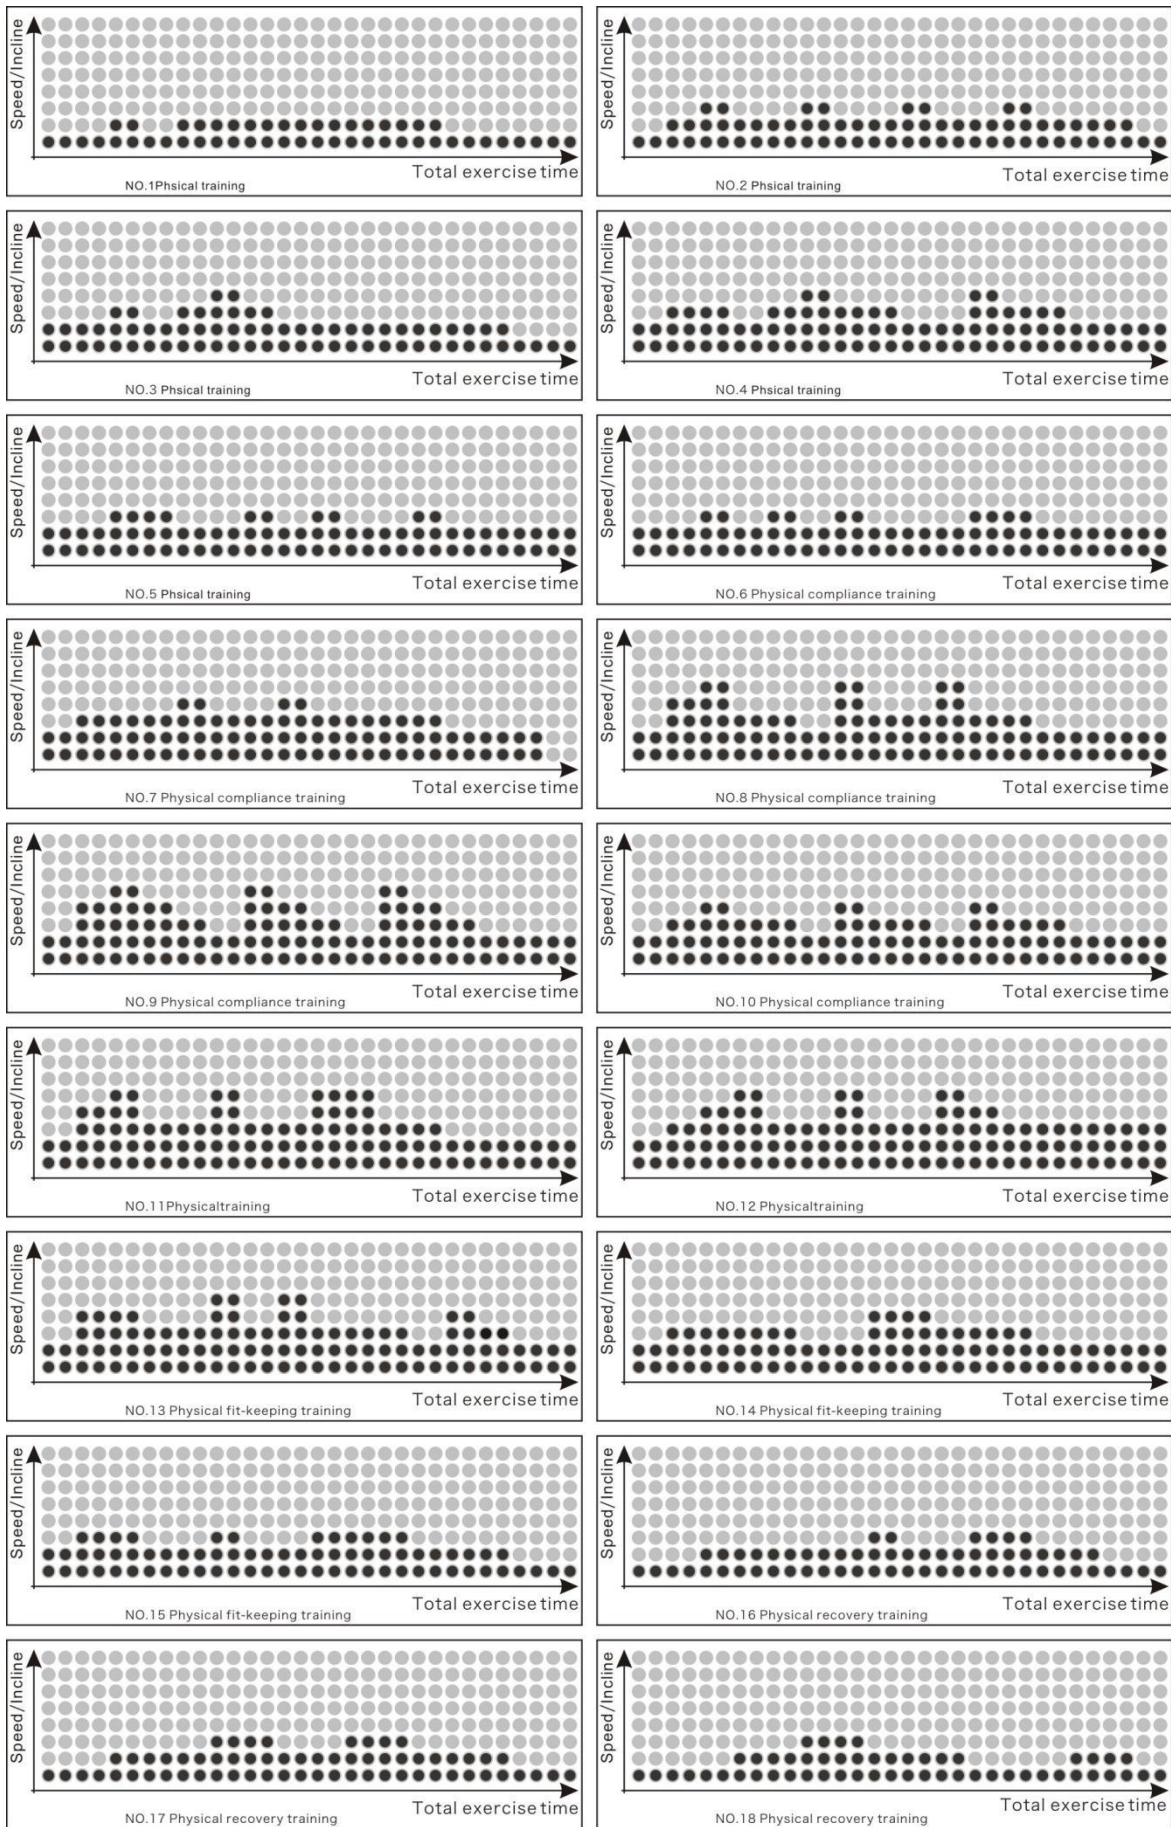 Speed/Incline
Total exercise time
NO.1Phsical training
Speed/Incline
Total exercise time
NO.2 Phsical training
Speed/Incline
Total exercise time
NO.3 Phsical training
Speed/Incline
Total exercise time
NO.4 Phsical training
Speed/Incline
Total exercise time
NO.5 Phsical training
Speed/Incline
Total exercise time
NO.6 Physical compliance training
Speed/Incline
Total exercise time
NO.7 Physical compliance training
Speed/Incline
Total exercise time
NO.8 Physical compliance training
Speed/Incline
Total exercise time
NO.9 Physical compliance training
Speed/Incline
Total exercise time
NO.10 Physical compliance training
Speed/Incline
Total exercise time
NO.11Physicaltraining
Speed/Incline
Total exercise time
NO.12 Physicaltraining
Speed/Incline
Total exercise time
NO.13 Physical fit-keeping training
Speed/Incline
Total exercise time
NO.14 Physical fit-keeping training
Speed/Incline
Total exercise time
NO.15 Physical fit-keeping training
Speed/Incline
Total exercise time
NO.16 Physical recovery training
Speed/Incline
Total exercise time
NO.17 Physical recovery training
Speed/Incline
Total exercise time
NO.18 Physical recovery training